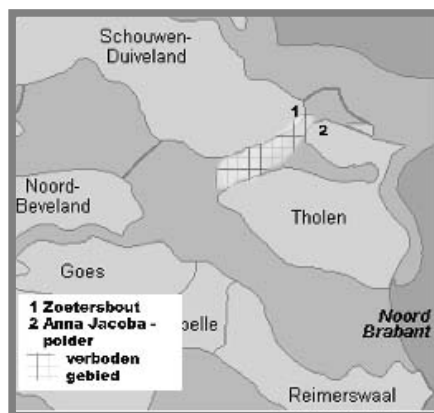 Schouwen-
Duiveland
1
2
Noord-
Beveland
Tholen
Goes
1 Zoetersbout
2 Anna Jacoba -
polder
verboden
gebied
pelle
Noord
Brabant
Reimerswaal